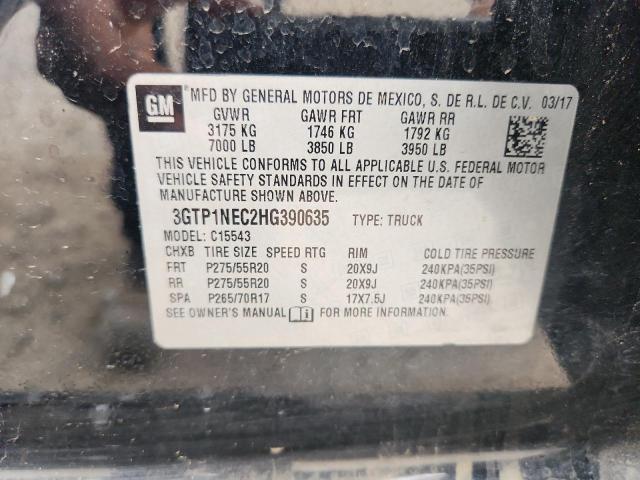 GM
MFD BY GENERAL MOTORS DE MEXICO, S. DE R.L. DE C.V. 03/17
GVWR GAWR FRT GAWR RR
3175 KG 1746 KG 1792 KG
7000 LB 3850 LB 3950 LB
THIS VEHICLE CONFORMS TO ALL APPLICABLE U.S. FEDERAL MOTOR
VEHICLE SAFETY STANDARDS IN EFFECT ON THE DATE OF
MANUFACTURE SHOWN ABOVE.
3GTP1NEC2HG390635 TYPE: TRUCK
MODEL: C15543
CHXB TIRE SIZE SPEED RTG RIM COLD TIRE PRESSURE
FRT P275/55R20 S 20X9J 240KPA(35PSI)
RR P275/55R20 S 20X9J 240KPA(35PSI)
SPA P265/70R17 S 17X7.5J 240KPA(35PSI)
SEE OWNER'S MANUAL FOR MORE INFORMATION.